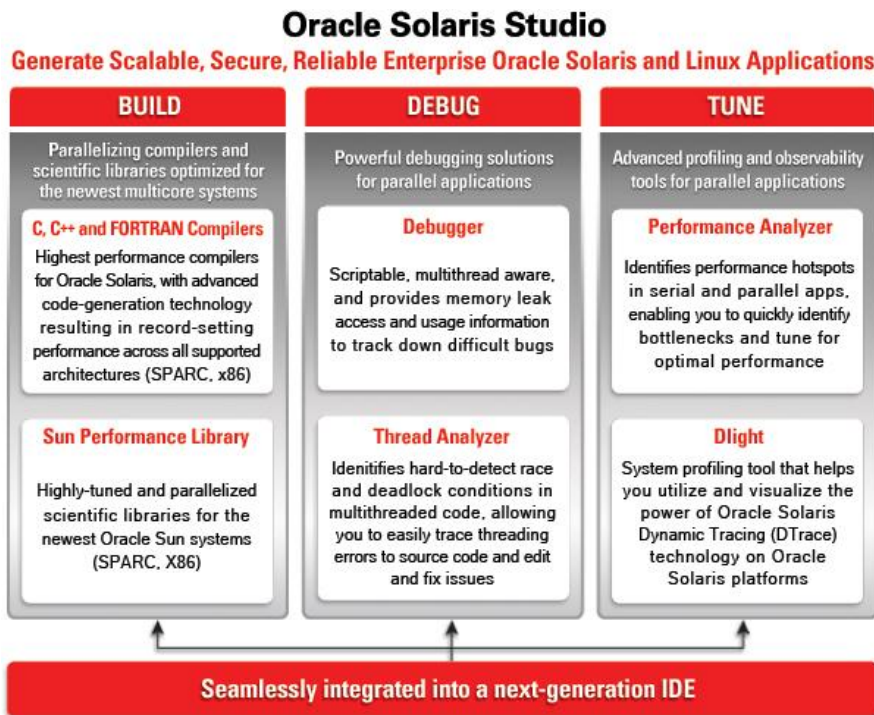 Oracle Solaris Studio
Generate Scalable, Secure, Reliable Enterprise Oracle Solaris and Linux Applications
BUILD
Parallelizing compilers and
scientific libraries optimized for
the newest multicore systems
C, C++ and FORTRAN Compilers
Highest performance compilers
for Oracle Solaris, with advanced
code-generation technology
resulting in record-setting
performance across all supported
architectures (SPARC, x86)
Sun Performance Library
Highly-tuned and parallelized
scientific libraries for the
newest Oracle Sun systems
(SPARC, X86)
DEBUG
Powerful debugging solutions
for parallel applications
Debugger
Scriptable, multithread aware,
and provides memory leak
access and usage information
to track down difficult bugs
Thread Analyzer
Idenitifies hard-to-detect race
and deadlock conditions in
multithreaded code, allowing
you to easily trace threading
errors to source code and edit
and fix issues
TUNE
Advanced profiling and observability
tools for parallel applications
Performance Analyzer
Identifies performance hotspots
in serial and parallel apps,
enabling you to quickly identify
bottlenecks and tune for
optimal performance
Dlight
System profiling tool that helps
you utilize and visualize the
power of Oracle Solaris
Dynamic Tracing (DTrace)
technology on Oracle
Solaris platforms
Seamlessly integrated into a next-generation IDE